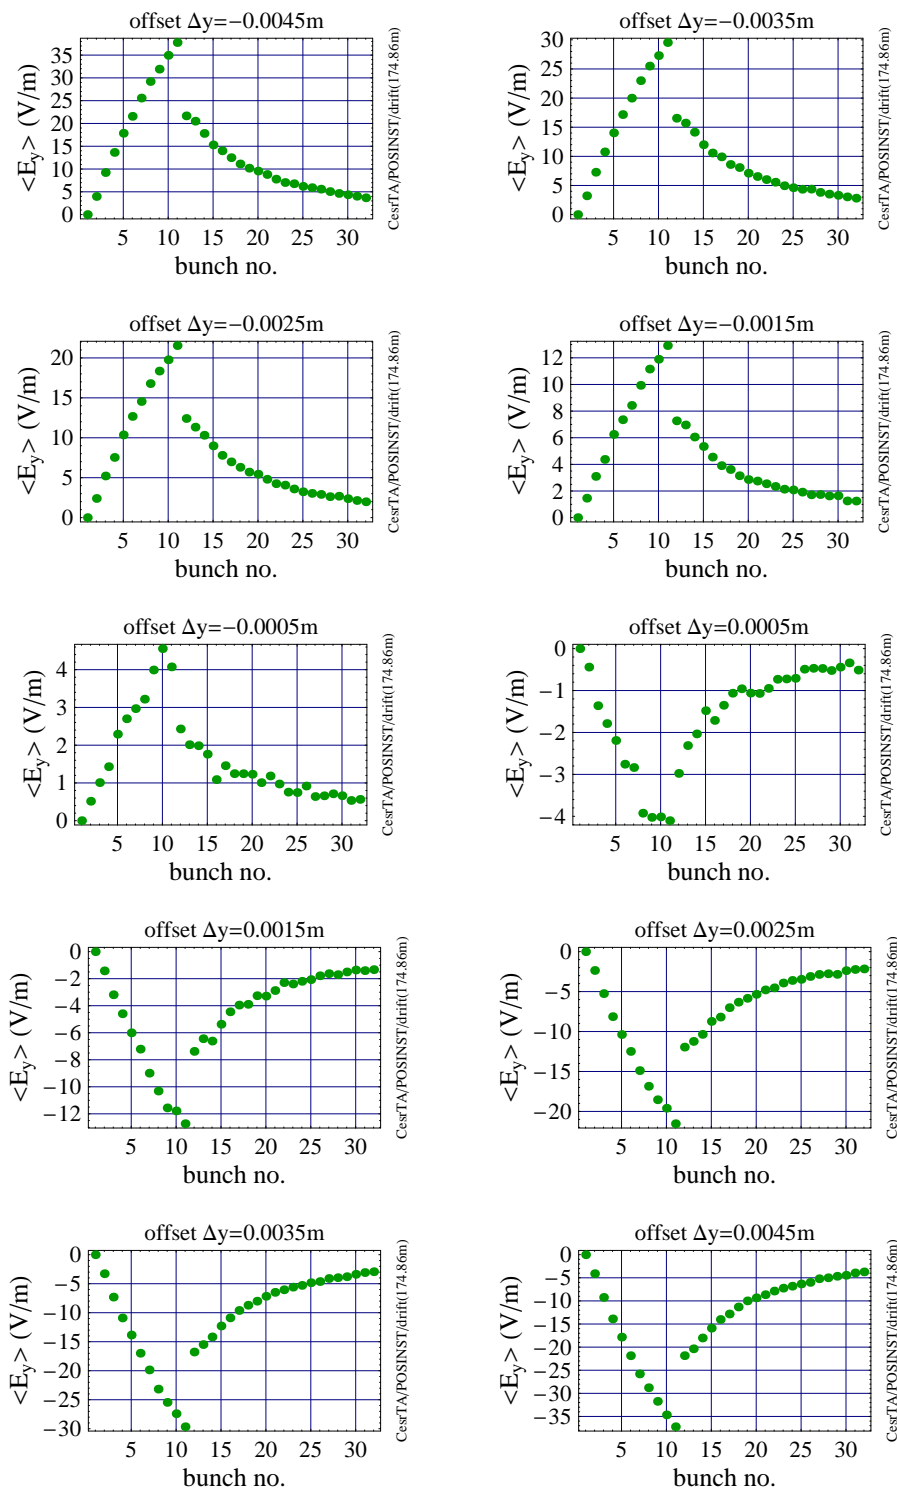 offset Δy=−0.0045m
<E_y> (V/m)
35
30
25
20
15
10
5
0
5 10 15 20 25 30
bunch no.
CesrTA/POSINST/drift(174.86m)
offset Δy=−0.0035m
<E_y> (V/m)
30
25
20
15
10
5
0
5 10 15 20 25 30
bunch no.
CesrTA/POSINST/drift(174.86m)
offset Δy=−0.0025m
<E_y> (V/m)
20
15
10
5
0
5 10 15 20 25 30
bunch no.
CesrTA/POSINST/drift(174.86m)
offset Δy=−0.0015m
<E_y> (V/m)
12
10
8
6
4
2
0
5 10 15 20 25 30
bunch no.
CesrTA/POSINST/drift(174.86m)
offset Δy=−0.0005m
<E_y> (V/m)
4
3
2
1
0
5 10 15 20 25 30
bunch no.
CesrTA/POSINST/drift(174.86m)
offset Δy=0.0005m
<E_y> (V/m)
0
−1
−2
−3
−4
5 10 15 20 25 30
bunch no.
CesrTA/POSINST/drift(174.86m)
offset Δy=0.0015m
<E_y> (V/m)
0
−2
−4
−6
−8
−10
−12
5 10 15 20 25 30
bunch no.
CesrTA/POSINST/drift(174.86m)
offset Δy=0.0025m
<E_y> (V/m)
0
−5
−10
−15
−20
5 10 15 20 25 30
bunch no.
CesrTA/POSINST/drift(174.86m)
offset Δy=0.0035m
<E_y> (V/m)
0
−5
−10
−15
−20
−25
−30
5 10 15 20 25 30
bunch no.
CesrTA/POSINST/drift(174.86m)
offset Δy=0.0045m
<E_y> (V/m)
0
−5
−10
−15
−20
−25
−30
−35
5 10 15 20 25 30
bunch no.
CesrTA/POSINST/drift(174.86m)